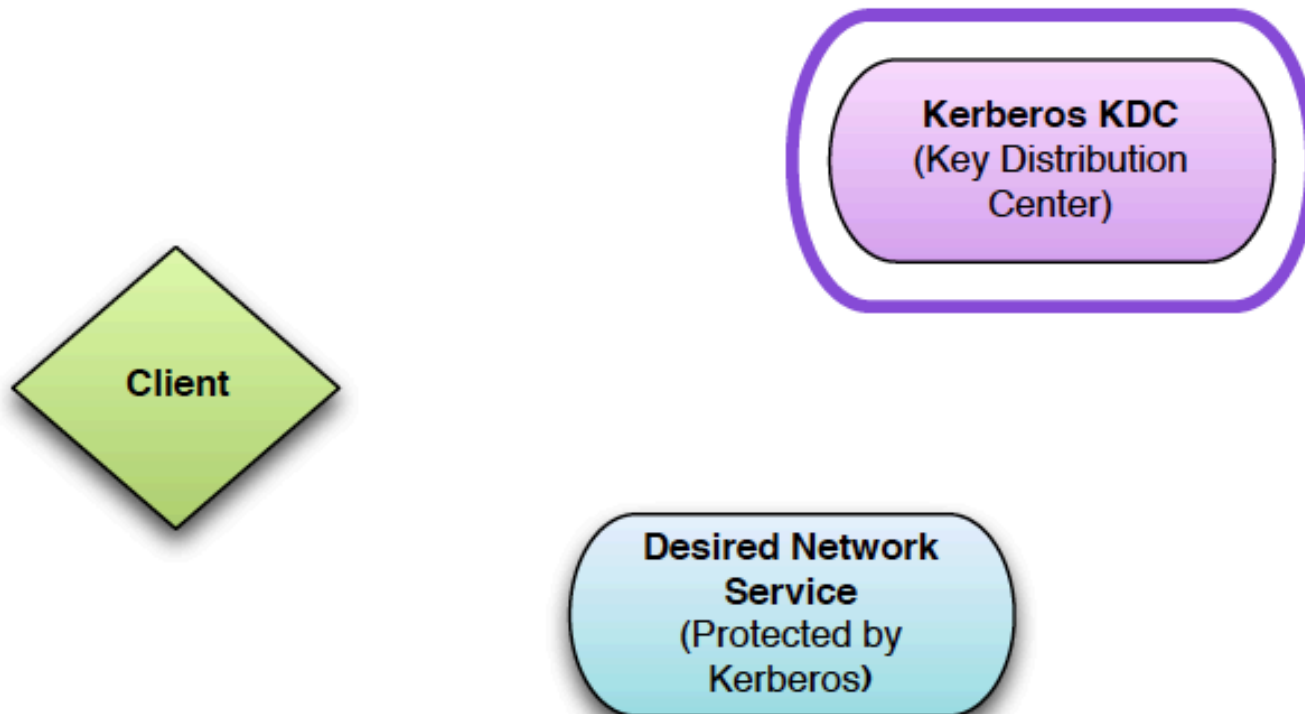 Kerberos KDC
(Key Distribution
Center)
Client
Desired Network
Service
(Protected by
Kerberos)